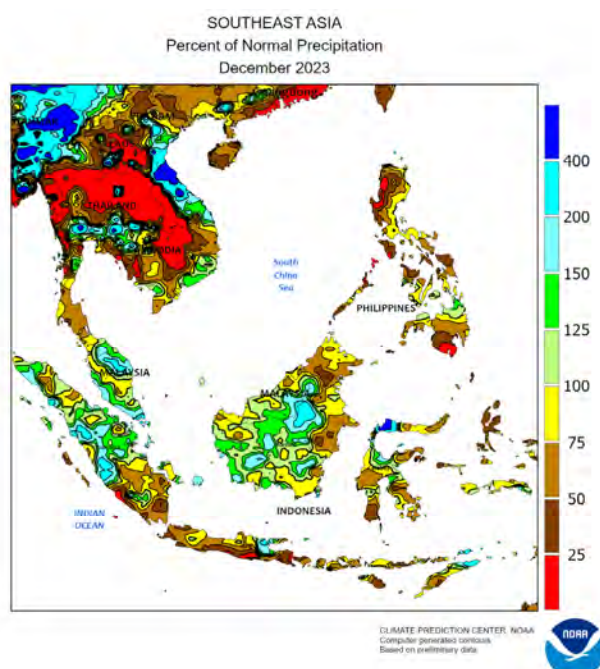 SOUTHEAST ASIA
Percent of Normal Precipitation
December 2023
LAOS
THAILAND
South
China
Sea
PHILIPPINES
MALAYSIA
INDONESIA
INDIAN
OCEAN
400
200
150
125
100
75
50
25
CLIMATE PREDICTION CENTER, NOAA
Computer generated contours
Based on preliminary data
NOAA